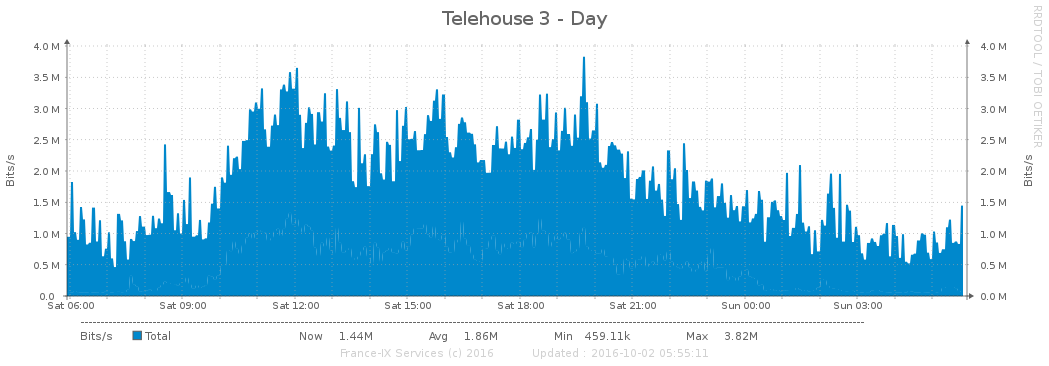 Telehouse 3 - Day
RRDTOOL / TOBI OETIKER
4.0 M 4.0 M
3.5 M 3.5 M
3.0 M 3.0 M
2.5 M 2.5 M
2.0 M 2.0 M
1.5 M 1.5 M
1.0 M 1.0 M
0.5 M 0.5 M
0.0 0.0 M
Bits/s
Bits/s
Sat 06:00 Sat 09:00 Sat 12:00 Sat 15:00 Sat 18:00 Sat 21:00 Sun 00:00 Sun 03:00
Bits/s Total Now 1.44M Avg 1.86M Min 459.11k Max 3.82M
France-IX Services (c) 2016 Updated : 2016-10-02 05:55:11